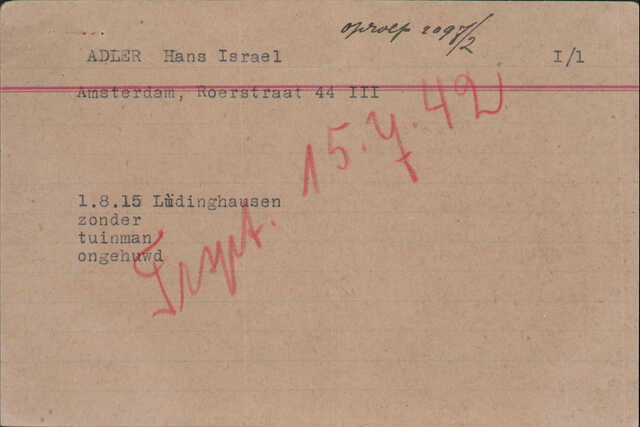 oproep 2097/2
ADLER Hans Israel I/1
Amsterdam, Roerstraat 44 III
Trspt. 15.7.42
1.8.15 Lüdinghausen
zonder
tuinman
ongehuwd